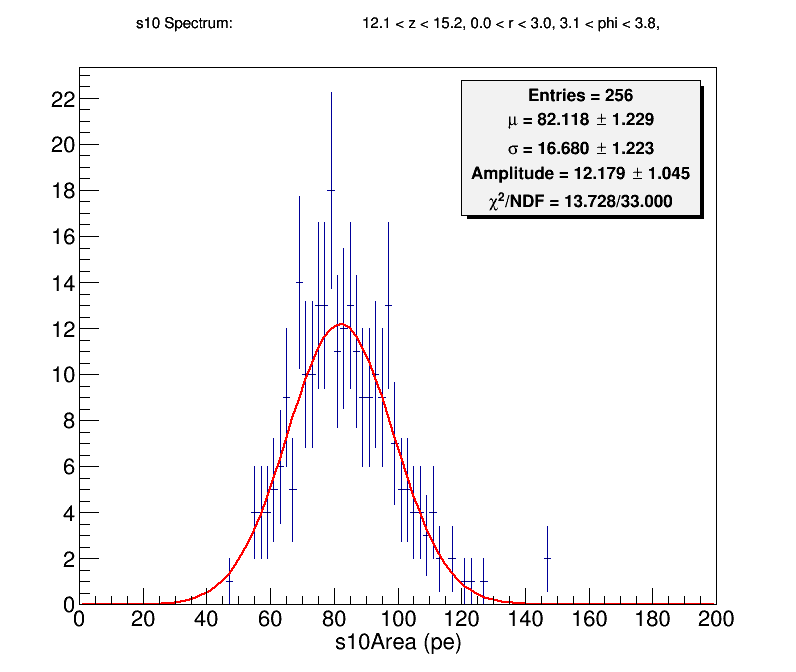 s10 Spectrum: 12.1 < z < 15.2, 0.0 < r < 3.0, 3.1 < phi < 3.8,
Entries = 256
μ = 82.118 ± 1.229
σ = 16.680 ± 1.223
Amplitude = 12.179 ± 1.045
χ²/NDF = 13.728/33.000
22
20
18
16
14
12
10
8
6
4
2
0
0 20 40 60 80 100 120 140 160 180 200
s10Area (pe)